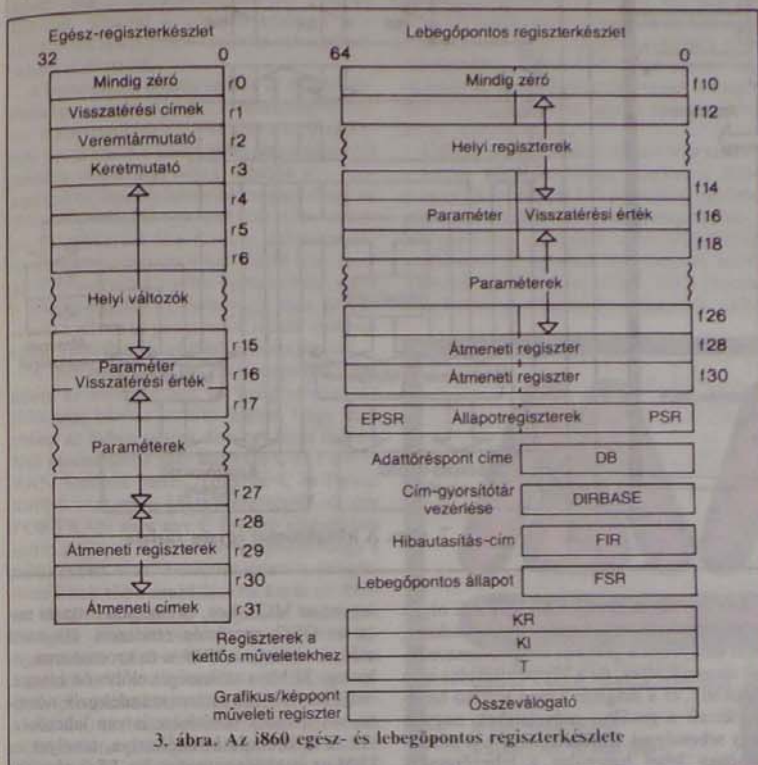 Egész-regiszterkészlet
32 0
Mindig zéró r0
Visszatérési címek r1
Veremtármutató r2
Keretmutató r3
r4
r5
r6
Helyi változók
r15
Paraméter r16
Visszatérési érték
r17
Paraméterek
r27
r28
Átmeneti regiszterek r29
r30
Átmeneti címek r31
Lebegőpontos regiszterkészlet
64 0
Mindig zéró f10
f12
Helyi regiszterek
f14
Paraméter Visszatérési érték f16
f18
Paraméterek
f26
Átmeneti regiszter f28
Átmeneti regiszter f30
EPSR Állapotregiszterek PSR
Adattöréspont címe DB
Cím-gyorsítótár
vezérlése DIRBASE
Hibautasítás-cím FIR
Lebegőpontos állapot FSR
Regiszterek a
kettős műveletekhez
KR
KI
T
Grafikus/képpont
műveleti regiszter
Összeválogató
3. ábra. Az i860 egész- és lebegőpontos regiszterkészlete